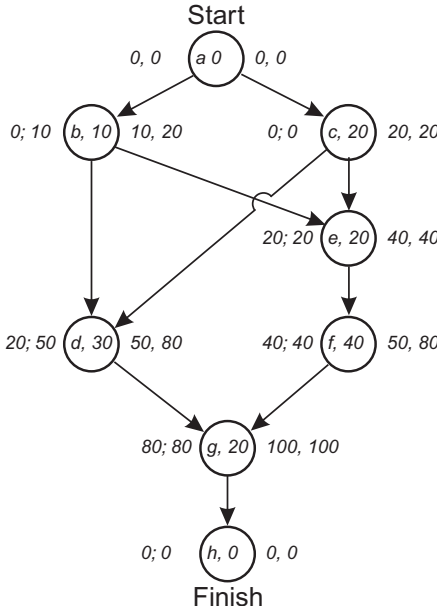 Start
0, 0 a 0 0, 0
0; 10 b, 10 10, 20 0; 0 c, 20 20, 20
20; 20 e, 20 40, 40
20; 50 d, 30 50, 80 40; 40 f, 40 50, 80
80; 80 g, 20 100, 100
0; 0 h, 0 0, 0
Finish